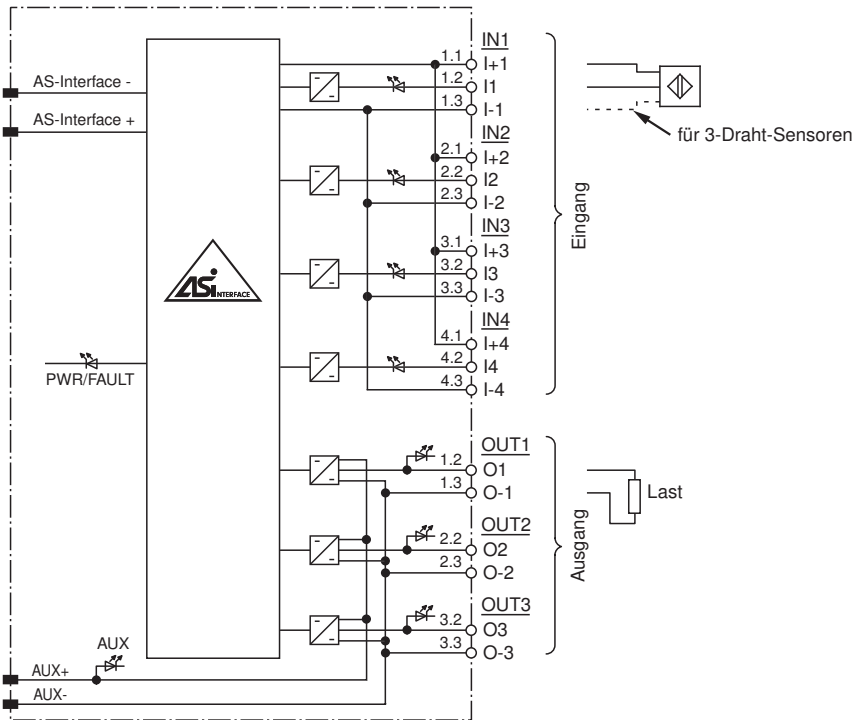 IN1
1.1 I+1
1.2 I1
1.3 I-1
AS-Interface -
AS-Interface +
für 3-Draht-Sensoren
IN2
2.1 I+2
2.2 I2
2.3 I-2
Eingang
IN3
3.1 I+3
3.2 I3
3.3 I-3
ASi INTERFACE
IN4
4.1 I+4
4.2 I4
4.3 I-4
PWR/FAULT
OUT1
1.2 O1
1.3 O-1
Last
Ausgang
OUT2
2.2 O2
2.3 O-2
OUT3
3.2 O3
3.3 O-3
AUX
AUX+
AUX-